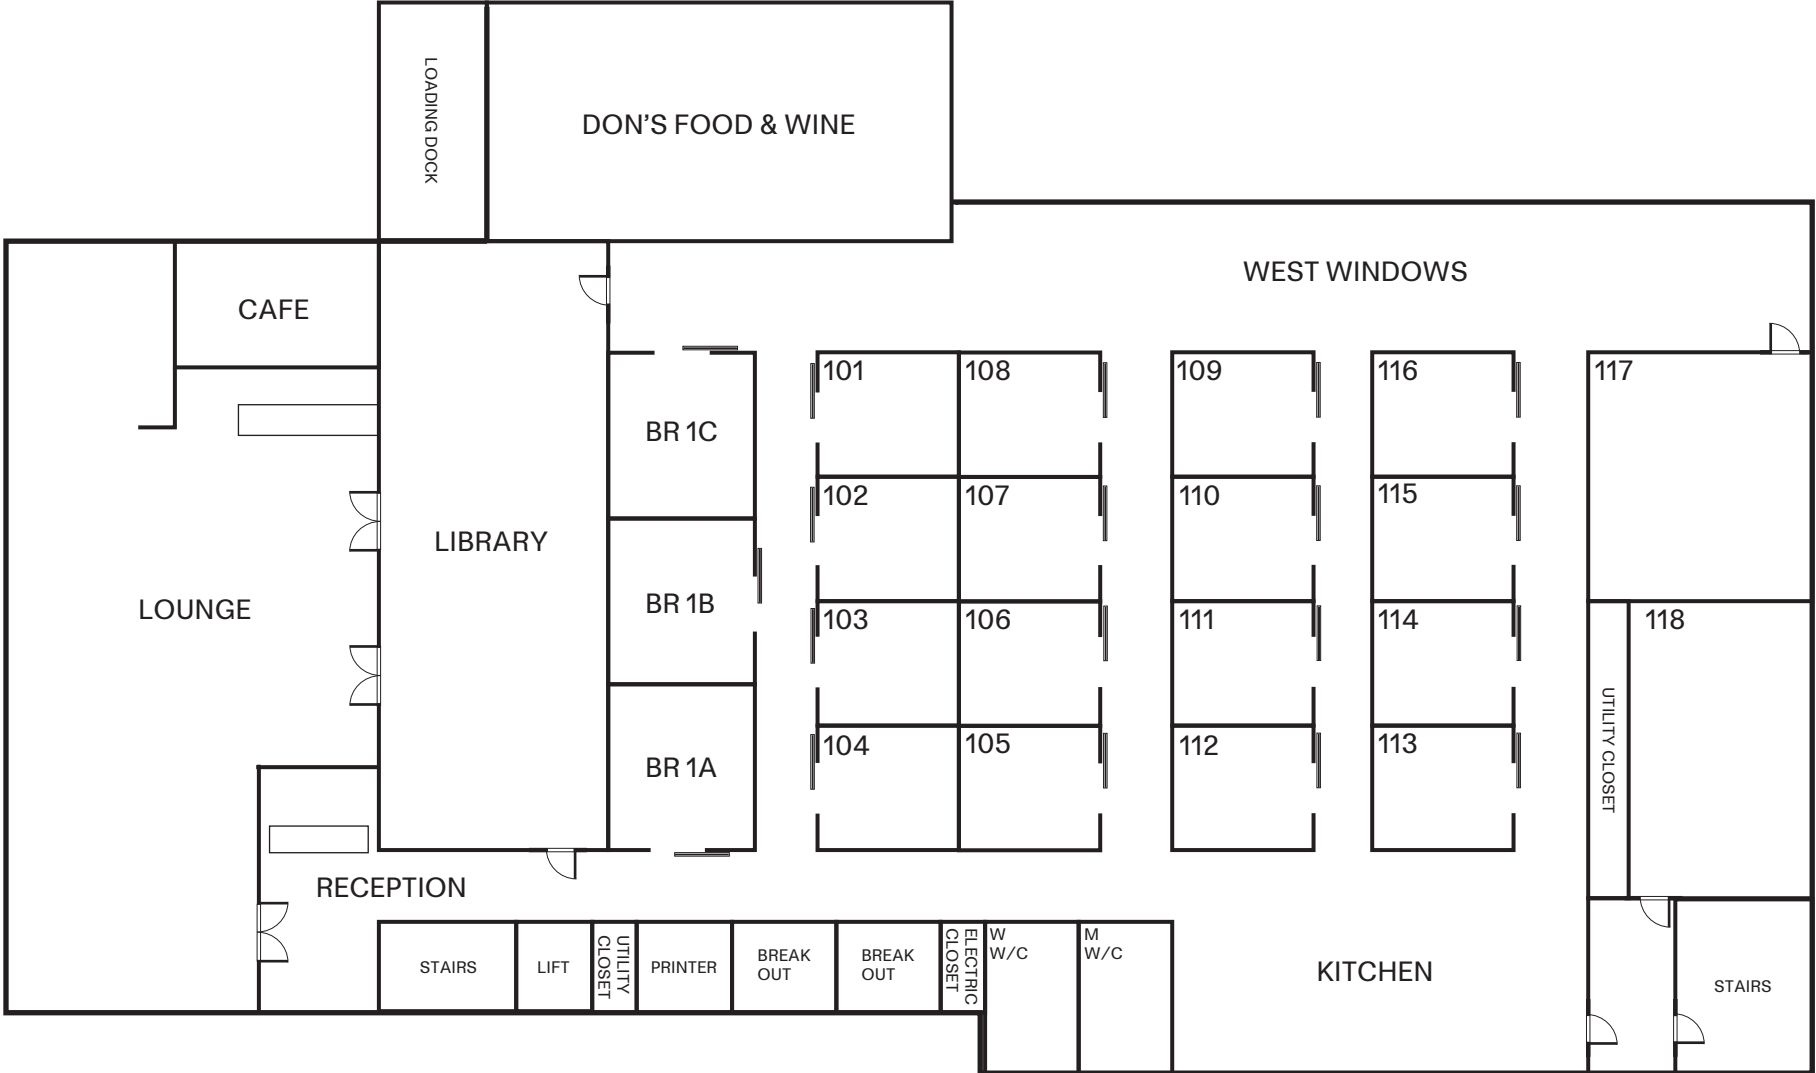 LOADING DOCK
DON'S FOOD & WINE
WEST WINDOWS
CAFE
101
108
109
116
117
BR 1C
102
107
110
115
LIBRARY
LOUNGE
BR 1B
103
106
111
114
118
UTILITY CLOSET
104
105
112
113
BR 1A
RECEPTION
STAIRS
LIFT
UTILITY
CLOSET
PRINTER
BREAK
OUT
BREAK
OUT
ELECTRIC
CLOSET
W
W/C
M
W/C
KITCHEN
STAIRS